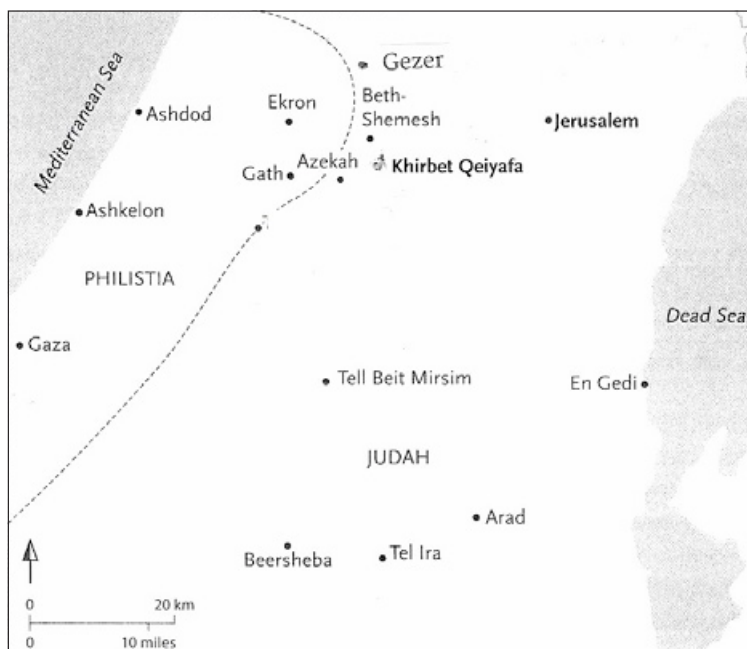 Gezer
Mediterranean Sea
Beth-
Shemesh
Ashdod
Ekron
Jerusalem
Azekah
Khirbet Qeiyafa
Gath
Ashkelon
PHILISTIA
Dead Sea
Gaza
Tell Beit Mirsim
En Gedi
JUDAH
Arad
Beersheba
Tel Ira
0 20 km
0 10 miles